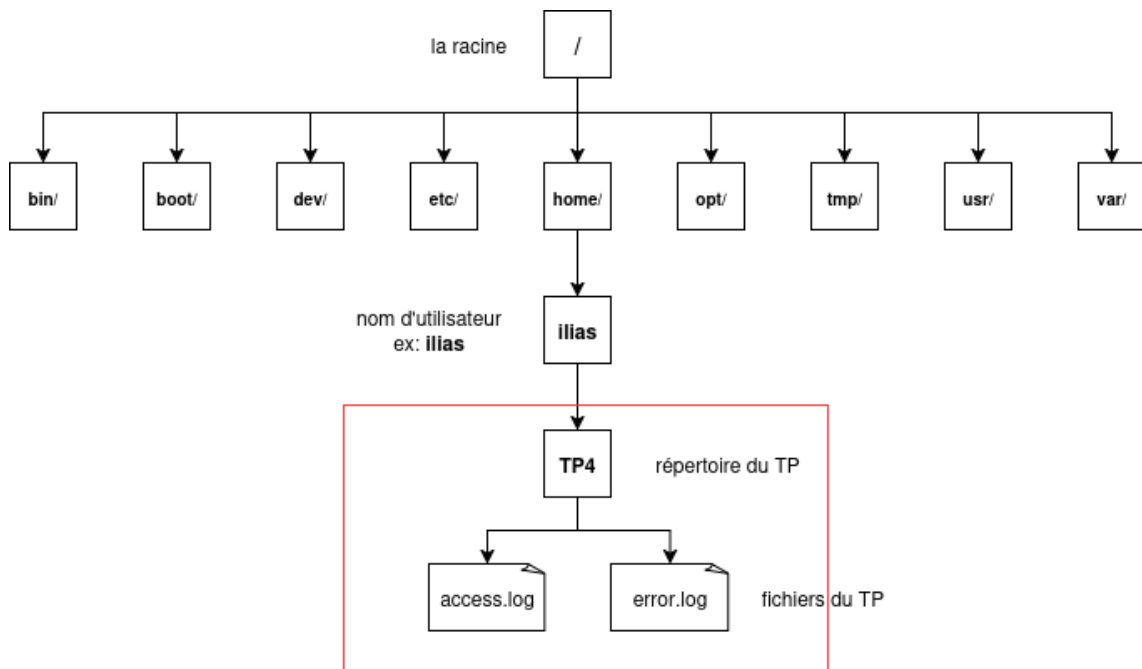 la racine
/
bin/
boot/
dev/
etc/
home/
opt/
tmp/
usr/
var/
nom d'utilisateur
ex: ilias
ilias
TP4
répertoire du TP
access.log
error.log
fichiers du TP